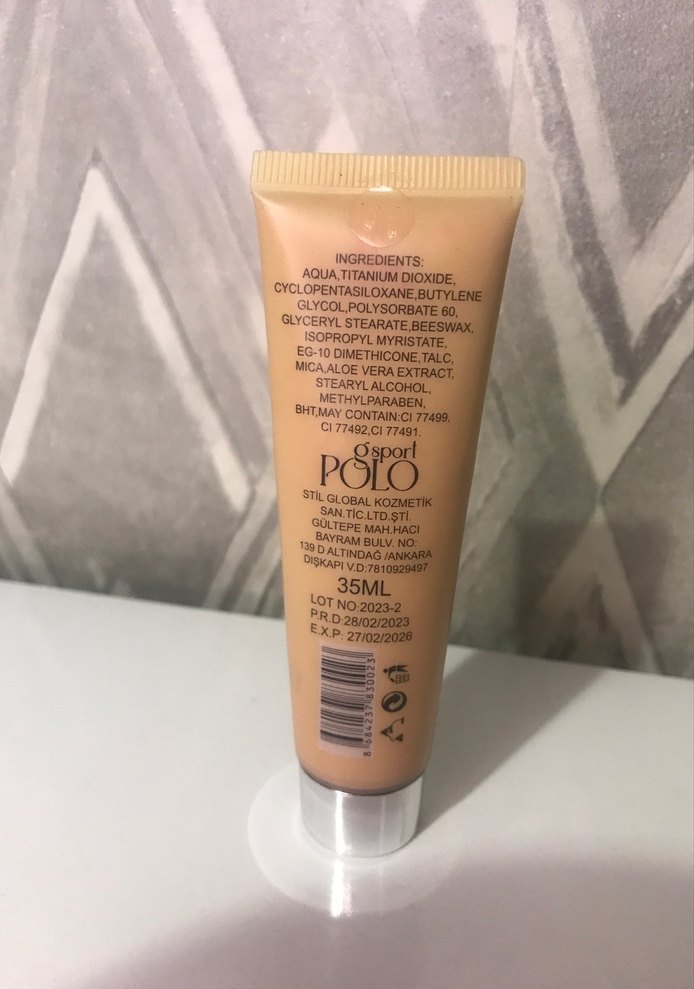 INGREDIENTS:
AQUA,TITANIUM DIOXIDE,
CYCLOPENTASILOXANE,BUTYLENE
GLYCOL,POLYSORBATE 60,
GLYCERYL STEARATE,BEESWAX,
ISOPROPYL MYRISTATE,
EG-10 DIMETHICONE,TALC,
MICA,ALOE VERA EXTRACT,
STEARYL ALCOHOL,
METHYLPARABEN,
BHT,MAY CONTAIN:CI 77499,
CI 77492,CI 77491.
g sport
POLO
STİL GLOBAL KOZMETİK
SAN.TİC.LTD.ŞTİ.
GÜLTEPE MAH.HACI
BAYRAM BULV. NO:
139 D ALTINDAĞ /ANKARA
DIŞKAPI V.D:7810929497
35ML
LOT NO:2023-2
P.R.D:28/02/2023
E.X.P: 27/02/2026
8 684237 830023